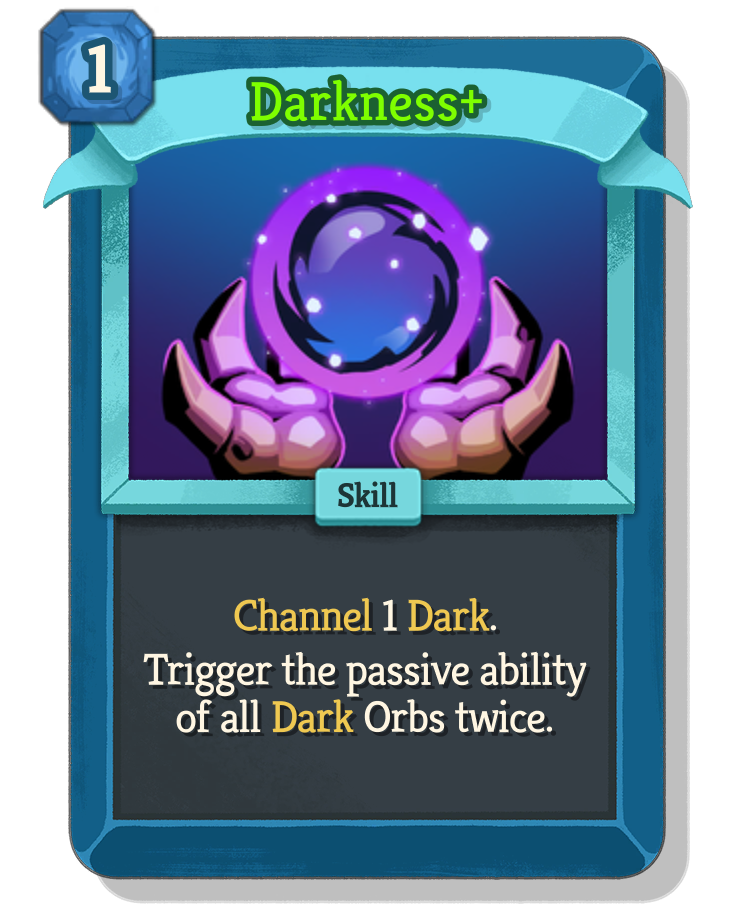 1
Darkness+
Skill
Channel 1 Dark.
Trigger the passive ability
of all Dark Orbs twice.